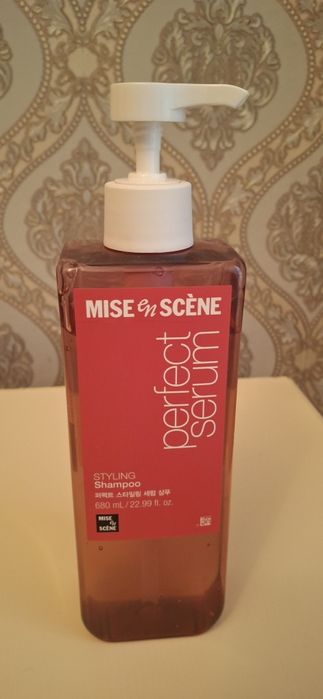 MISE en SCÈNE
perfect
serum
STYLING
Shampoo
퍼펙트 스타일링 세럼 샴푸
680 mL / 22.99 fl. oz.
MISE
en
SCÈNE